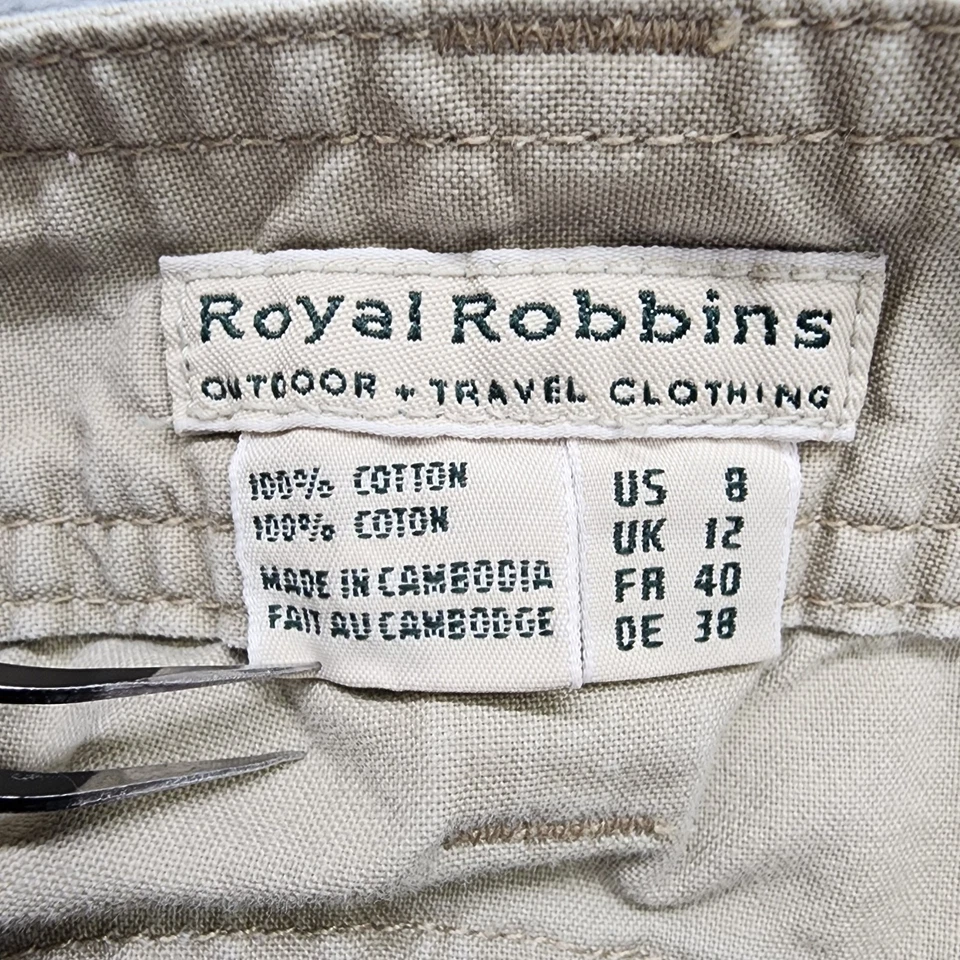 Royal Robbins
OUTDOOR + TRAVEL CLOTHING
100% COTTON
100% COTON
MADE IN CAMBODIA
FAIT AU CAMBODGE
US 8
UK 12
FR 40
DE 38